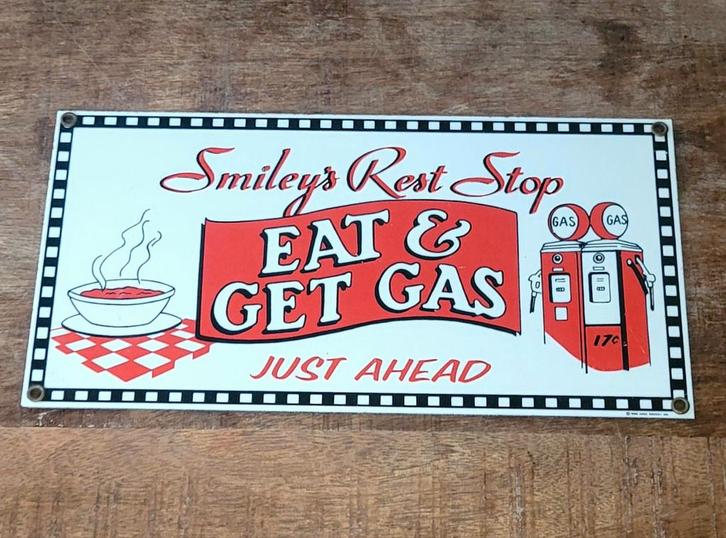 Smiley's Rest Stop
EAT &
GET GAS
JUST AHEAD
GAS GAS
17¢